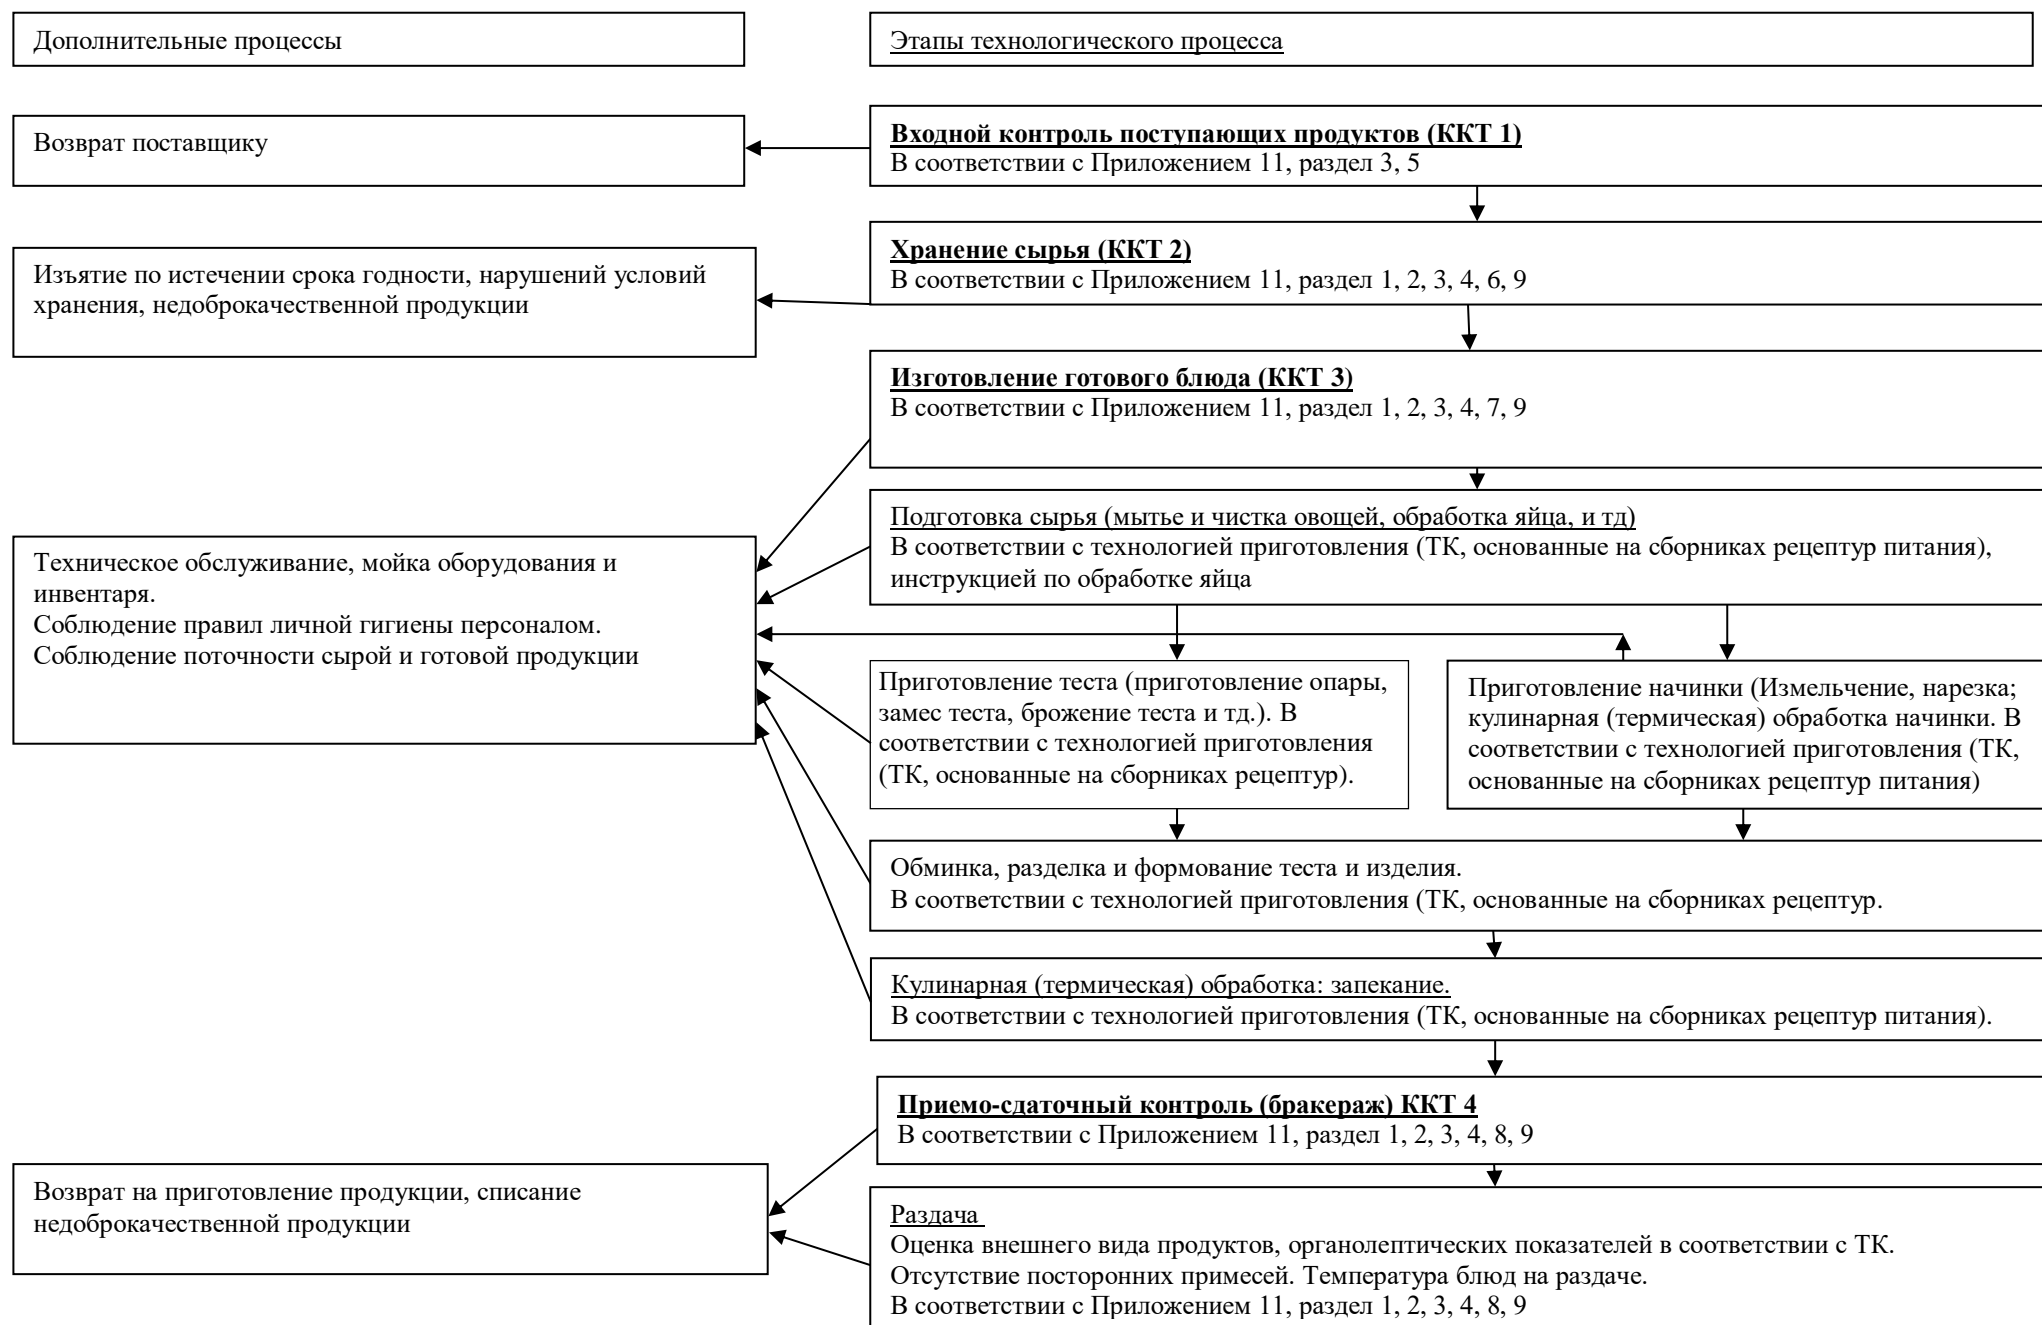 Дополнительные процессы
Этапы технологического процесса
Возврат поставщику
Входной контроль поступающих продуктов (ККТ 1)
В соответствии с Приложением 11, раздел 3, 5
Изъятие по истечении срока годности, нарушений условий
хранения, недоброкачественной продукции
Хранение сырья (ККТ 2)
В соответствии с Приложением 11, раздел 1, 2, 3, 4, 6, 9
Изготовление готового блюда (ККТ 3)
В соответствии с Приложением 11, раздел 1, 2, 3, 4, 7, 9
Подготовка сырья (мытье и чистка овощей, обработка яйца, и тд)
В соответствии с технологией приготовления (ТК, основанные на сборниках рецептур питания),
инструкцией по обработке яйца
Техническое обслуживание, мойка оборудования и
инвентаря.
Соблюдение правил личной гигиены персоналом.
Соблюдение поточности сырой и готовой продукции
Приготовление теста (приготовление опары,
замес теста, брожение теста и тд.). В
соответствии с технологией приготовления
(ТК, основанные на сборниках рецептур).
Приготовление начинки (Измельчение, нарезка;
кулинарная (термическая) обработка начинки. В
соответствии с технологией приготовления (ТК,
основанные на сборниках рецептур питания)
Обминка, разделка и формование теста и изделия.
В соответствии с технологией приготовления (ТК, основанные на сборниках рецептур.
Кулинарная (термическая) обработка: запекание.
В соответствии с технологией приготовления (ТК, основанные на сборниках рецептур питания).
Приемо-сдаточный контроль (бракераж) ККТ 4
В соответствии с Приложением 11, раздел 1, 2, 3, 4, 8, 9
Возврат на приготовление продукции, списание
недоброкачественной продукции
Раздача
Оценка внешнего вида продуктов, органолептических показателей в соответствии с ТК.
Отсутствие посторонних примесей. Температура блюд на раздаче.
В соответствии с Приложением 11, раздел 1, 2, 3, 4, 8, 9